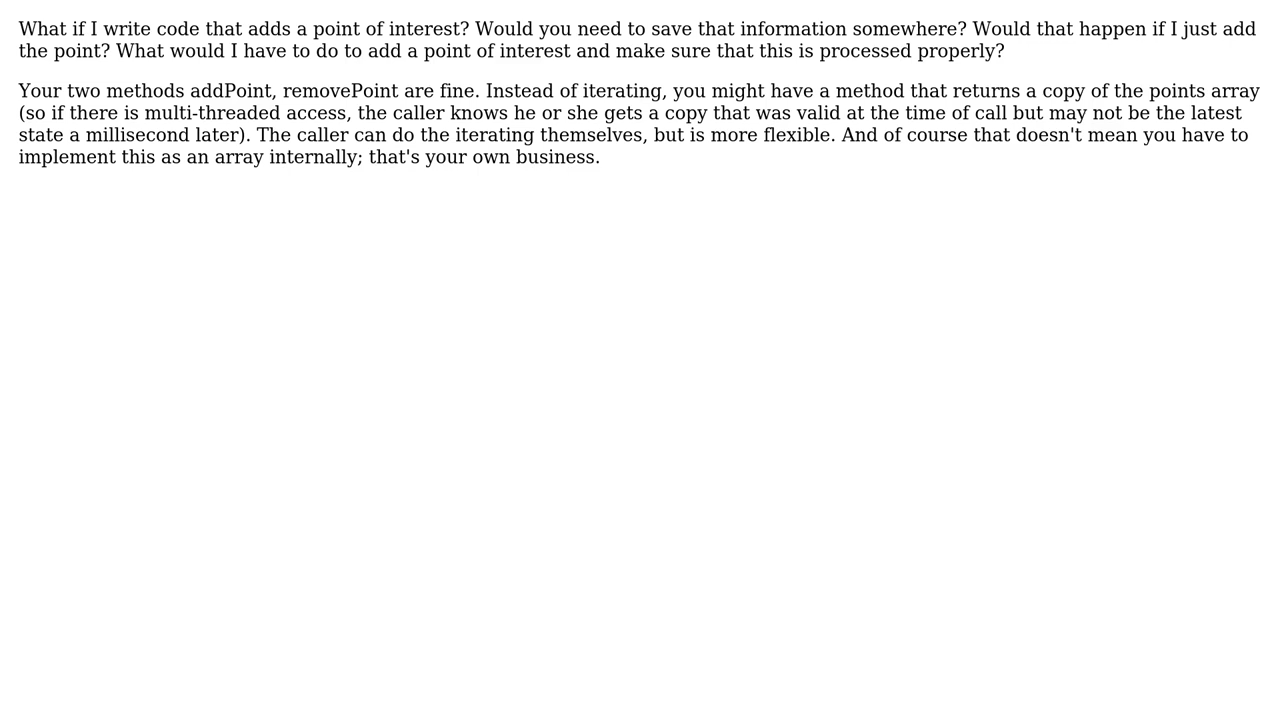 What if I write code that adds a point of interest? Would you need to save that information somewhere? Would that happen if I just add
the point? What would I have to do to add a point of interest and make sure that this is processed properly?
Your two methods addPoint, removePoint are fine. Instead of iterating, you might have a method that returns a copy of the points array
(so if there is multi-threaded access, the caller knows he or she gets a copy that was valid at the time of call but may not be the latest
state a millisecond later). The caller can do the iterating themselves, but is more flexible. And of course that doesn't mean you have to
implement this as an array internally; that's your own business.